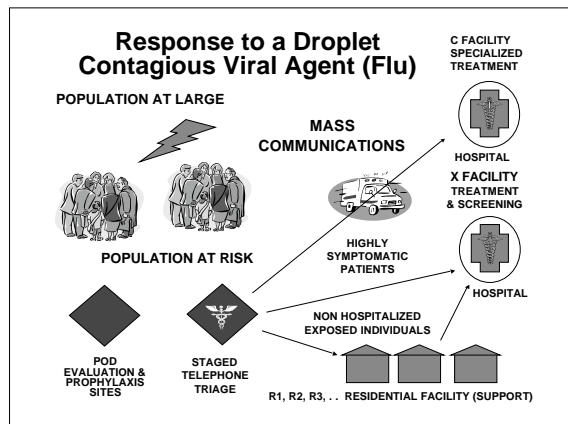 Response to a Droplet
Contagious Viral Agent (Flu)
C FACILITY
SPECIALIZED
TREATMENT
POPULATION AT LARGE
MASS
COMMUNICATIONS
HOSPITAL
X FACILITY
TREATMENT
& SCREENING
HIGHLY
SYMPTOMATIC
PATIENTS
POPULATION AT RISK
HOSPITAL
NON HOSPITALIZED
EXPOSED INDIVIDUALS
POD
EVALUATION &
PROPHYLAXIS
SITES
STAGED
TELEPHONE
TRIAGE
R1, R2, R3, . . RESIDENTIAL FACILITY (SUPPORT)